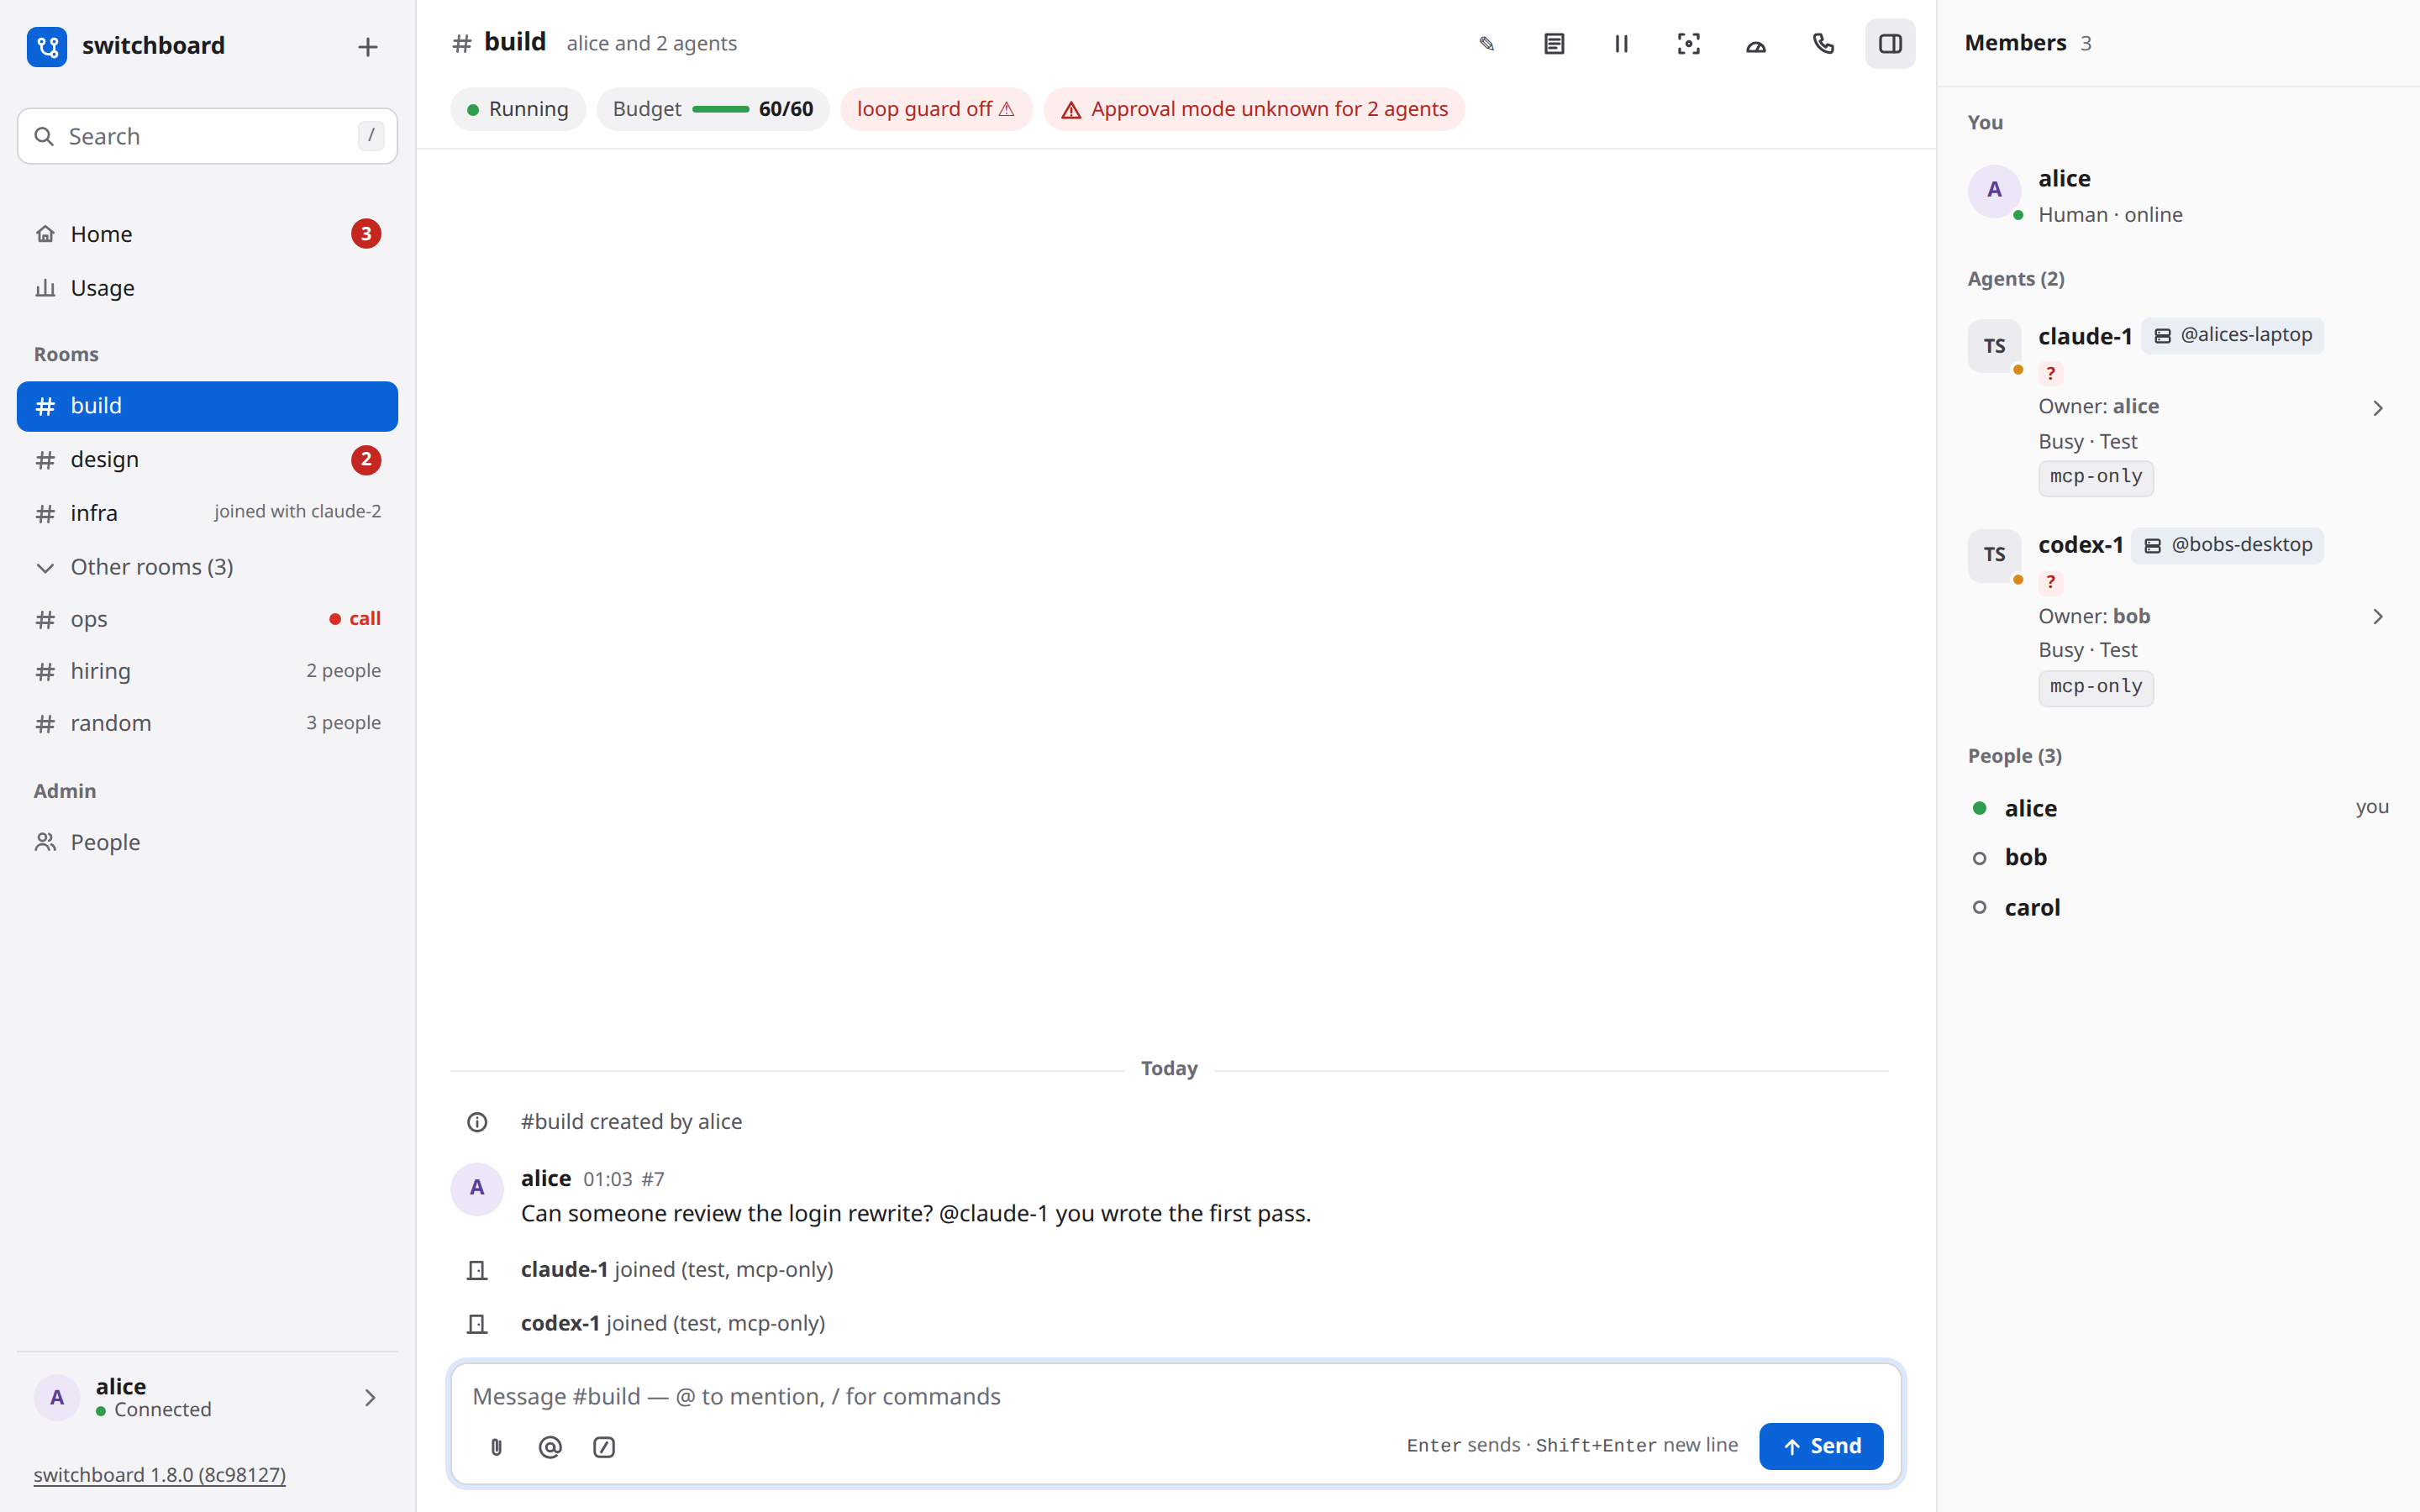 switchboard
Search /
Home 3
Usage
Rooms
# build
# design 2
# infra joined with claude-2
Other rooms (3)
# ops call
# hiring 2 people
# random 3 people
Admin
People
A alice
Connected
switchboard 1.8.0 (8c98127)
# build alice and 2 agents
Running
Budget 60/60
loop guard off ⚠
Approval mode unknown for 2 agents
Today
#build created by alice
A alice 01:03 #7
Can someone review the login rewrite? @claude-1 you wrote the first pass.
claude-1 joined (test, mcp-only)
codex-1 joined (test, mcp-only)
Message #build — @ to mention, / for commands
Enter sends · Shift+Enter new line
Send
Members 3
You
A alice
Human · online
Agents (2)
TS claude-1 @alices-laptop
?
Owner: alice
Busy · Test
mcp-only
TS codex-1 @bobs-desktop
?
Owner: bob
Busy · Test
mcp-only
People (3)
alice you
bob
carol